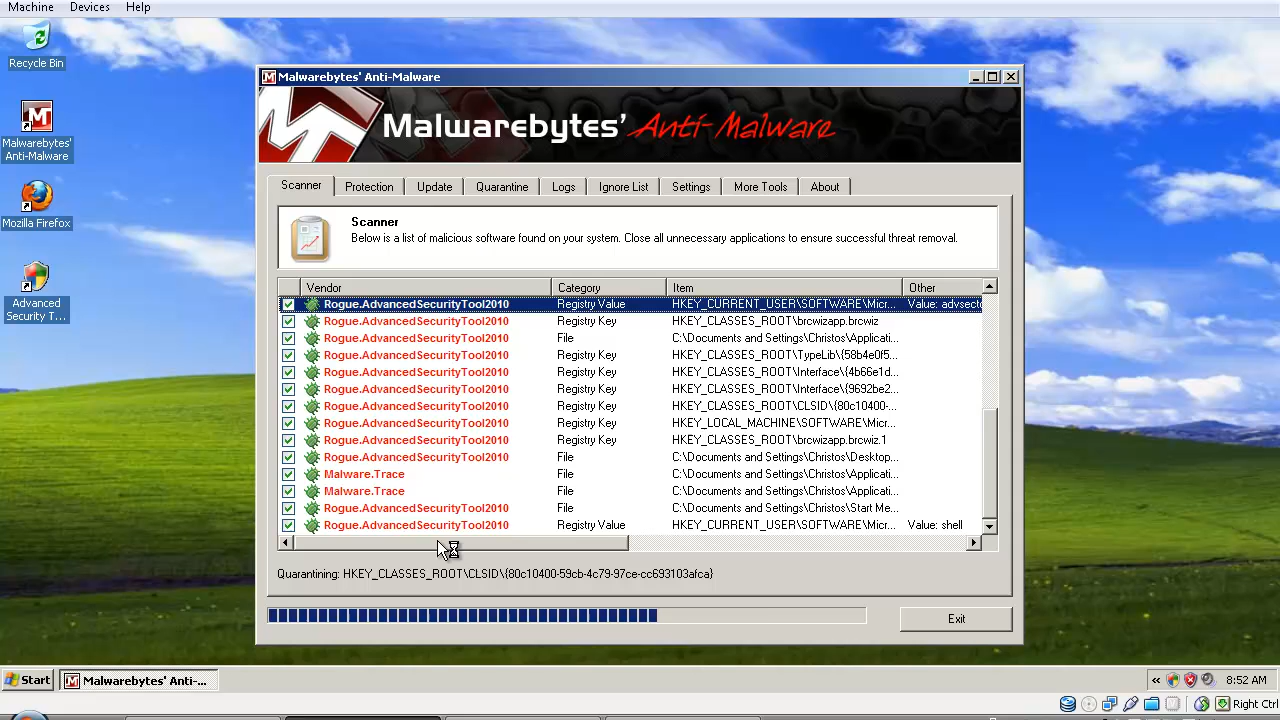 Machine Devices Help
Recycle Bin
Malwarebytes'
Anti-Malware
Mozilla Firefox
Advanced
Security T...
Malwarebytes' Anti-Malware
Malwarebytes' Anti-Malware
Scanner Protection Update Quarantine Logs Ignore List Settings More Tools About
Scanner
Below is a list of malicious software found on your system. Close all unnecessary applications to ensure successful threat removal.
Vendor Category Item Other
Rogue.AdvancedSecurityTool2010 Registry Value HKEY_CURRENT_USER\SOFTWARE\Micr... Value: advsect
Rogue.AdvancedSecurityTool2010 Registry Key HKEY_CLASSES_ROOT\brcwizapp.brcwiz
Rogue.AdvancedSecurityTool2010 File C:\Documents and Settings\Christos\Applicati...
Rogue.AdvancedSecurityTool2010 Registry Key HKEY_CLASSES_ROOT\TypeLib\{58b4e0f5...
Rogue.AdvancedSecurityTool2010 Registry Key HKEY_CLASSES_ROOT\Interface\{4b66e1d...
Rogue.AdvancedSecurityTool2010 Registry Key HKEY_CLASSES_ROOT\Interface\{9692be2...
Rogue.AdvancedSecurityTool2010 Registry Key HKEY_CLASSES_ROOT\CLSID\{80c10400-...
Rogue.AdvancedSecurityTool2010 Registry Key HKEY_LOCAL_MACHINE\SOFTWARE\Micr...
Rogue.AdvancedSecurityTool2010 Registry Key HKEY_CLASSES_ROOT\brcwizapp.brcwiz.1
Rogue.AdvancedSecurityTool2010 File C:\Documents and Settings\Christos\Desktop...
Malware.Trace File C:\Documents and Settings\Christos\Applicati...
Malware.Trace File C:\Documents and Settings\Christos\Applicati...
Rogue.AdvancedSecurityTool2010 File C:\Documents and Settings\Christos\Start Me...
Rogue.AdvancedSecurityTool2010 Registry Value HKEY_CURRENT_USER\SOFTWARE\Micr... Value: shell
Quarantining: HKEY_CLASSES_ROOT\CLSID\{80c10400-59cb-4c79-97ce-cc693103afca}
Exit
Start Malwarebytes' Anti-... « 8:52 AM
Right Ctrl